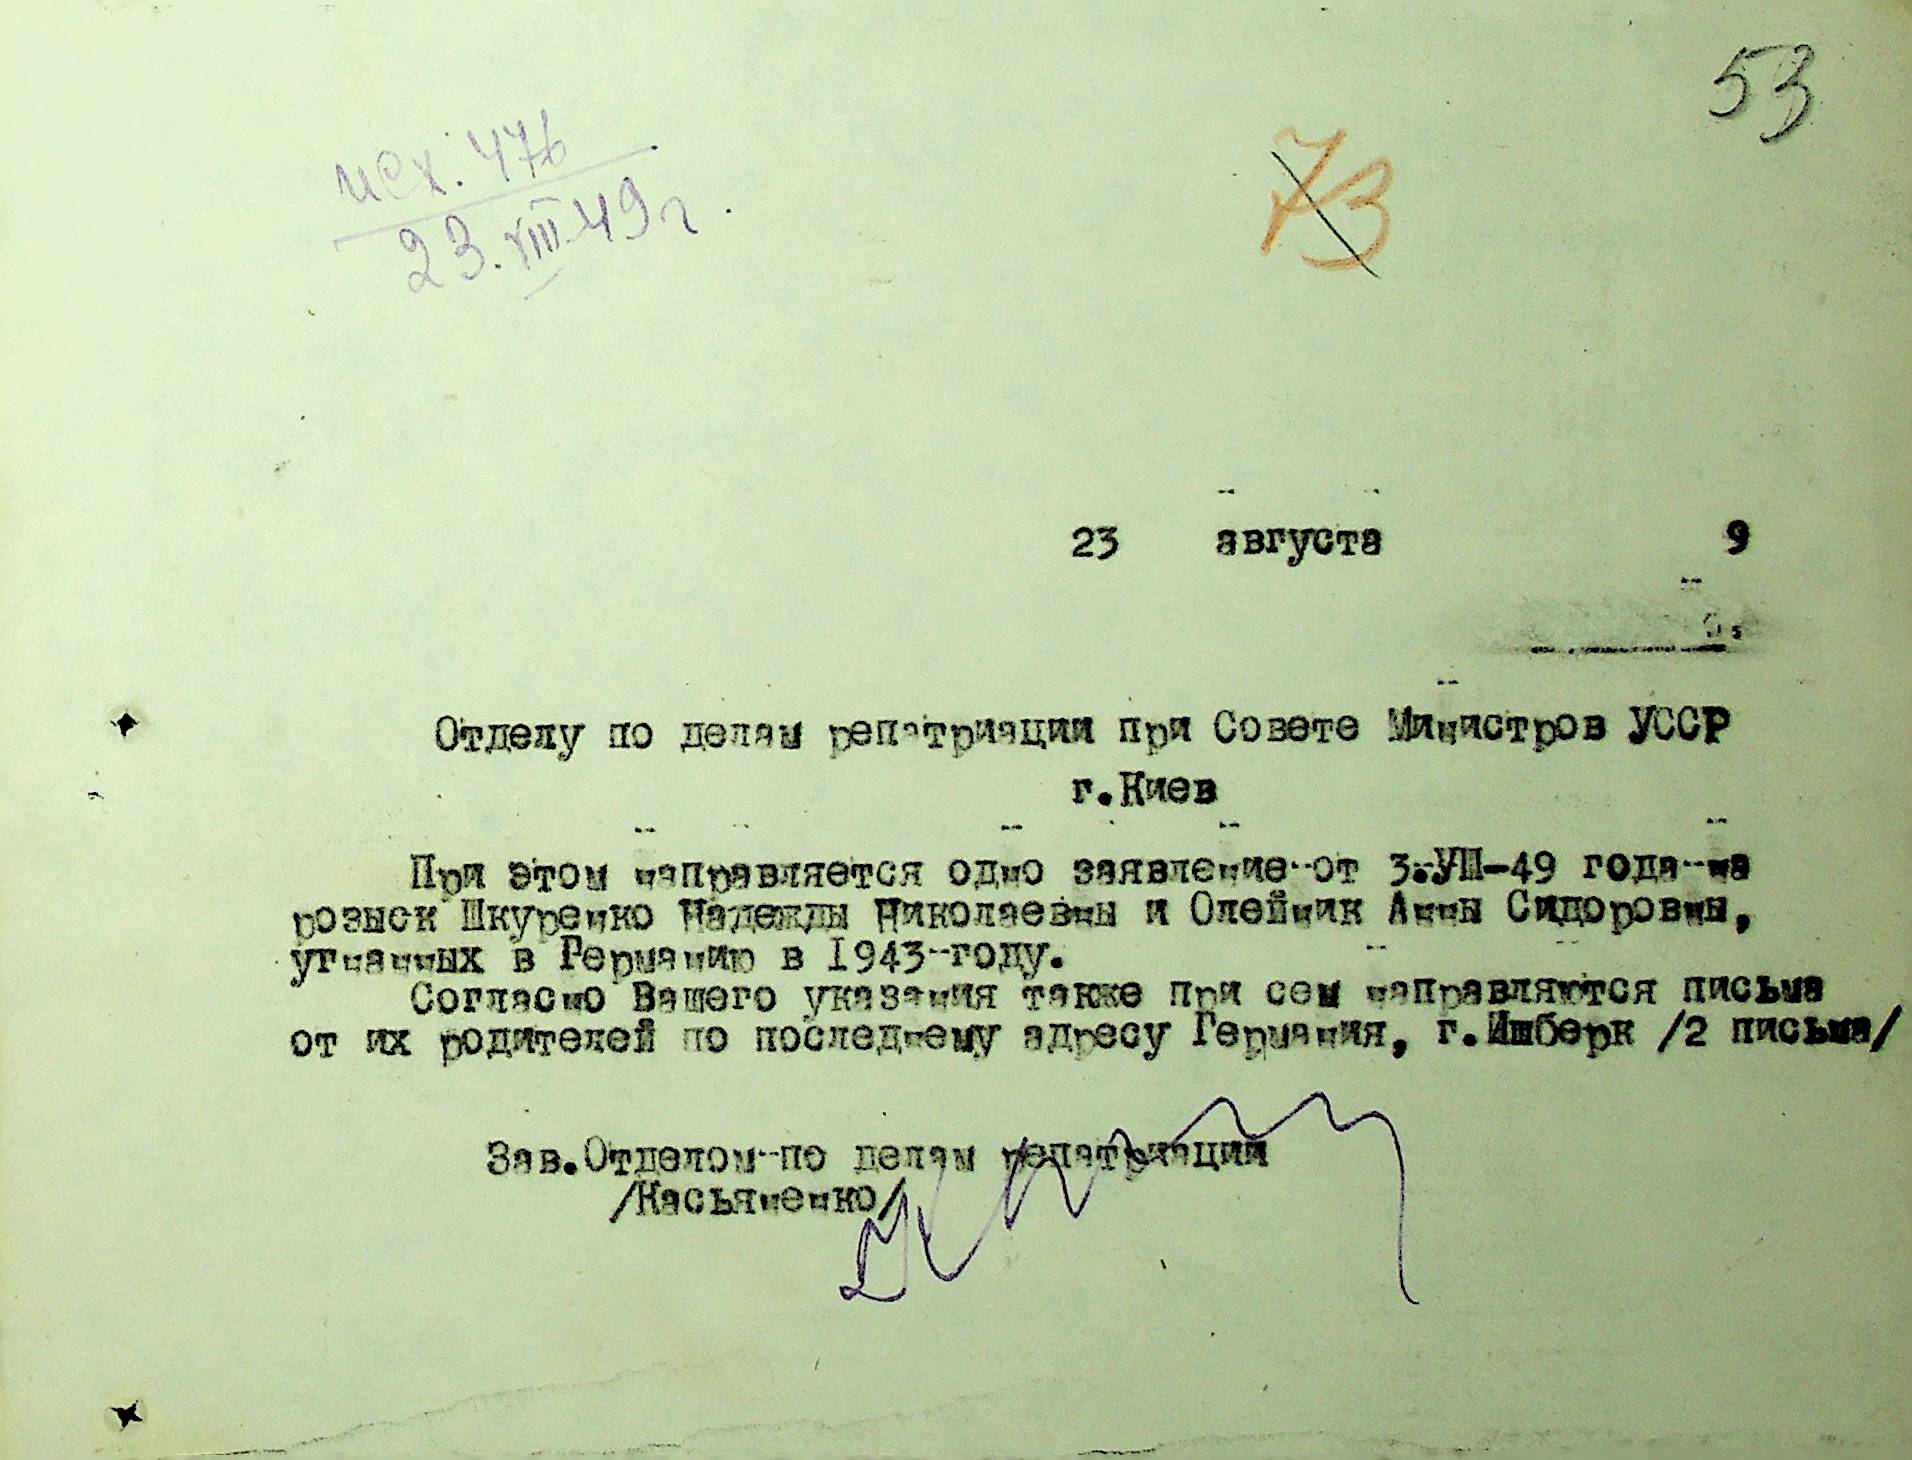 53
73
исх. 476
23.VIII 49 г.
23 августа 9
Отделу по делам репатриации при Совете Министров УССР
г.Киев
При этом направляется одно заявление от 3.УШ-49 года на
розыск Шкуренко Надежды Николаевны и Олейник Анны Сидоровны,
угнанных в Германию в 1943 году.
Согласно Вашего указания также при сем направляются письма
от их родителей по последнему адресу Германия, г.Ишберк /2 письма/
Зав.Отделом по делам репатриации
/Касьяненко/